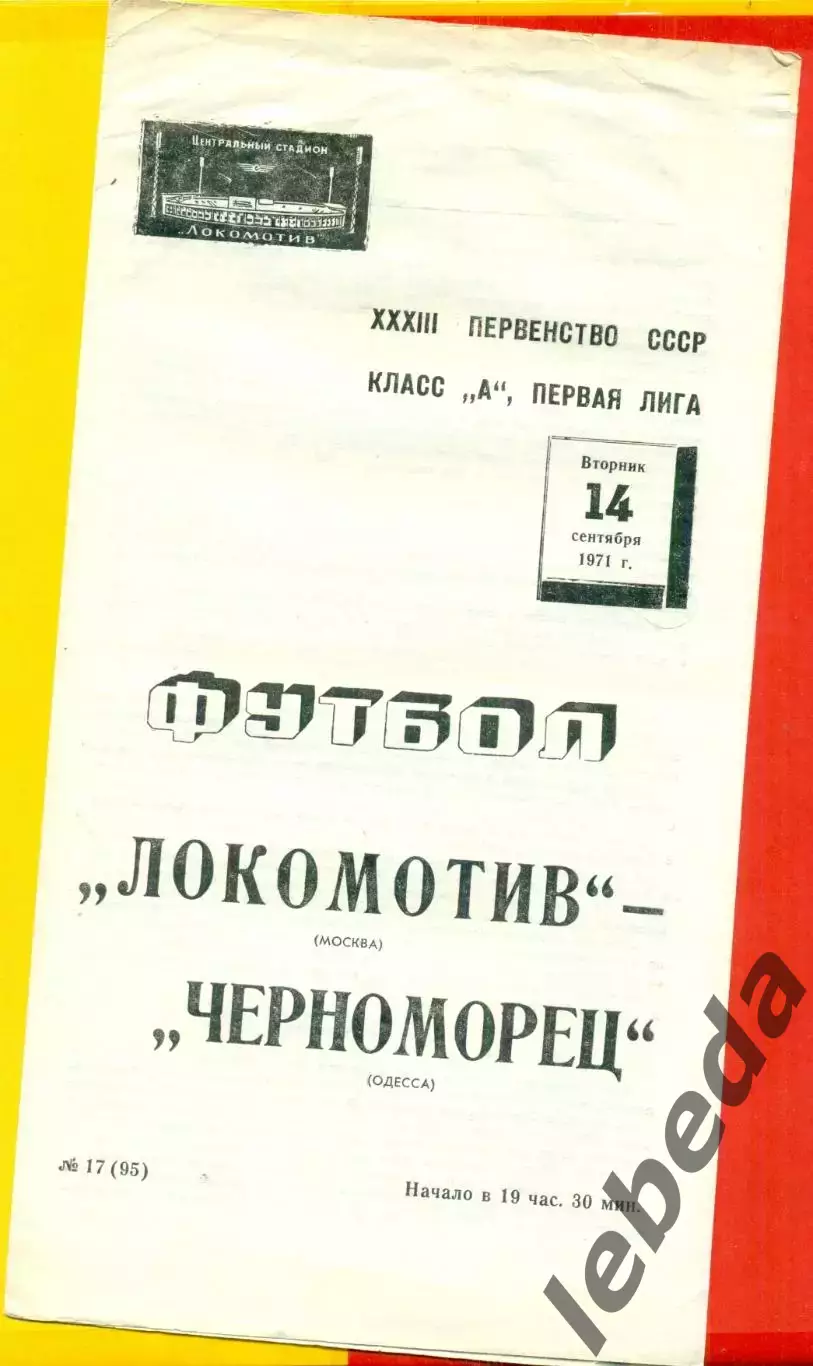 ЦЕНТРАЛЬНЫЙ СТАДИОН
„ЛОКОМОТИВ"
XXXIII ПЕРВЕНСТВО СССР
КЛАСС „А“, ПЕРВАЯ ЛИГА
Вторник
14
сентября
1971 г.
ФУТБОЛ
„ЛОКОМОТИВ“—
(МОСКВА)
„ЧЕРНОМОРЕЦ“
(ОДЕССА)
№ 17 (95)
Начало в 19 час. 30 мин.
lebeda